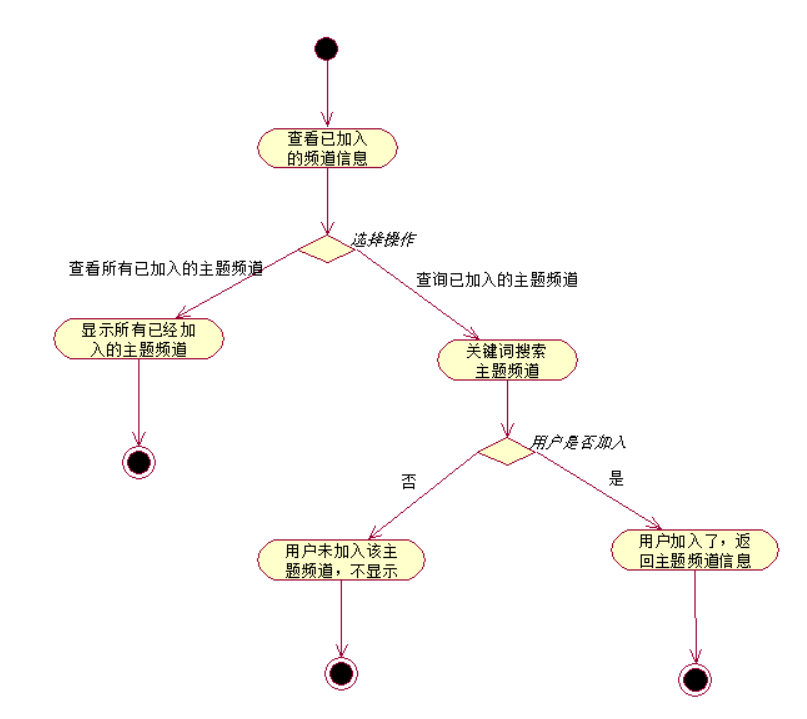 查看已加入
的频道信息
选择操作
查看所有已加入的主题频道
查询已加入的主题频道
显示所有已经加
入的主题频道
关键词搜索
主题频道
用户是否加入
否
是
用户未加入该主
题频道，不显示
用户加入了，返
回主题频道信息